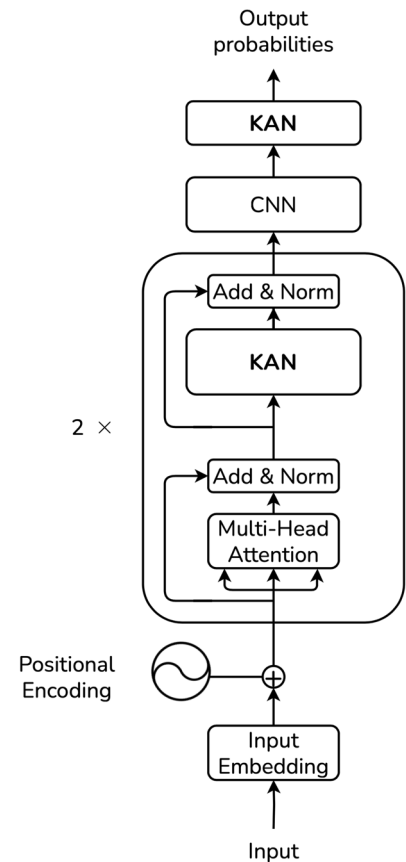 Output
probabilities
KAN
CNN
Add & Norm
KAN
2 ×
Add & Norm
Multi-Head
Attention
Positional
Encoding
Input
Embedding
Input